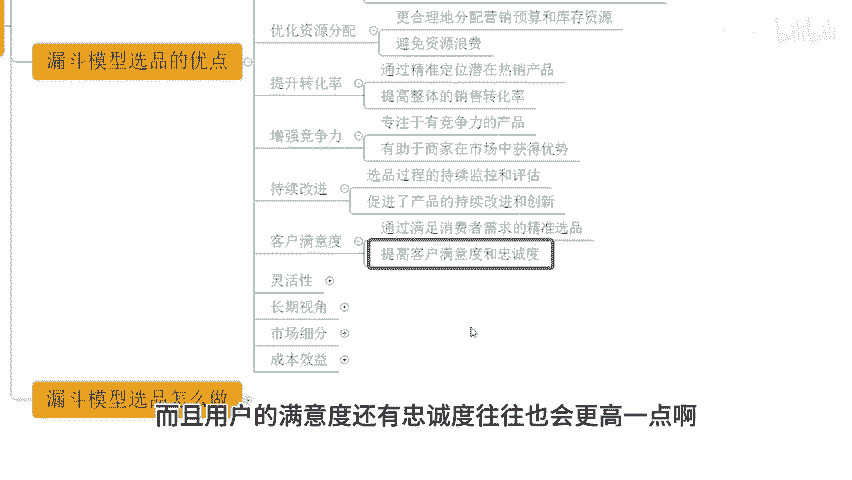 更合理地分配营销预算和库存资源
优化资源分配
避免资源浪费
漏斗模型选品的优点
通过精准定位潜在热销产品
提升转化率
提高整体的销售转化率
专注于有竞争力的产品
增强竞争力
有助于商家在市场中获得优势
选品过程的持续监控和评估
持续改进
促进了产品的持续改进和创新
通过满足消费者需求的精准选品
客户满意度
提高客户满意度和忠诚度
灵活性
长期视角
市场细分
成本效益
漏斗模型选品怎么做
而且用户的满意度还有忠诚度往往也会更高一点啊